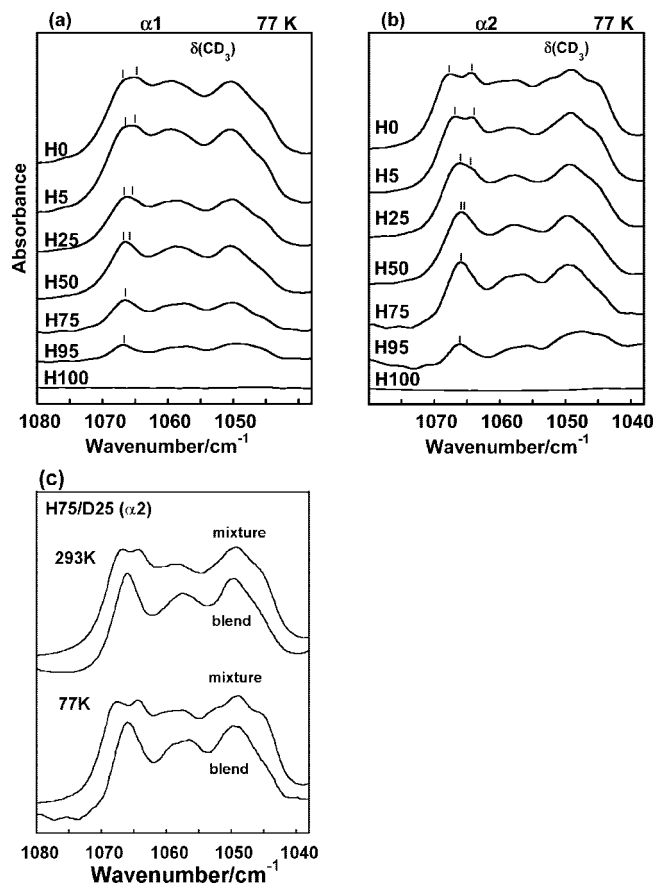 (a) α1 77 K
δ(CD3)
H0
H5
H25
H50
H75
H95
H100
Absorbance
1080 1070 1060 1050
Wavenumber/cm-1
(b) α2 77 K
δ(CD3)
H0
H5
H25
H50
H75
H95
H100
1070 1060 1050 1040
Wavenumber/cm-1
(c)
H75/D25 (α2)
mixture
293K
blend
mixture
77K
blend
1080 1070 1060 1050 1040
Wavenumber/cm-1